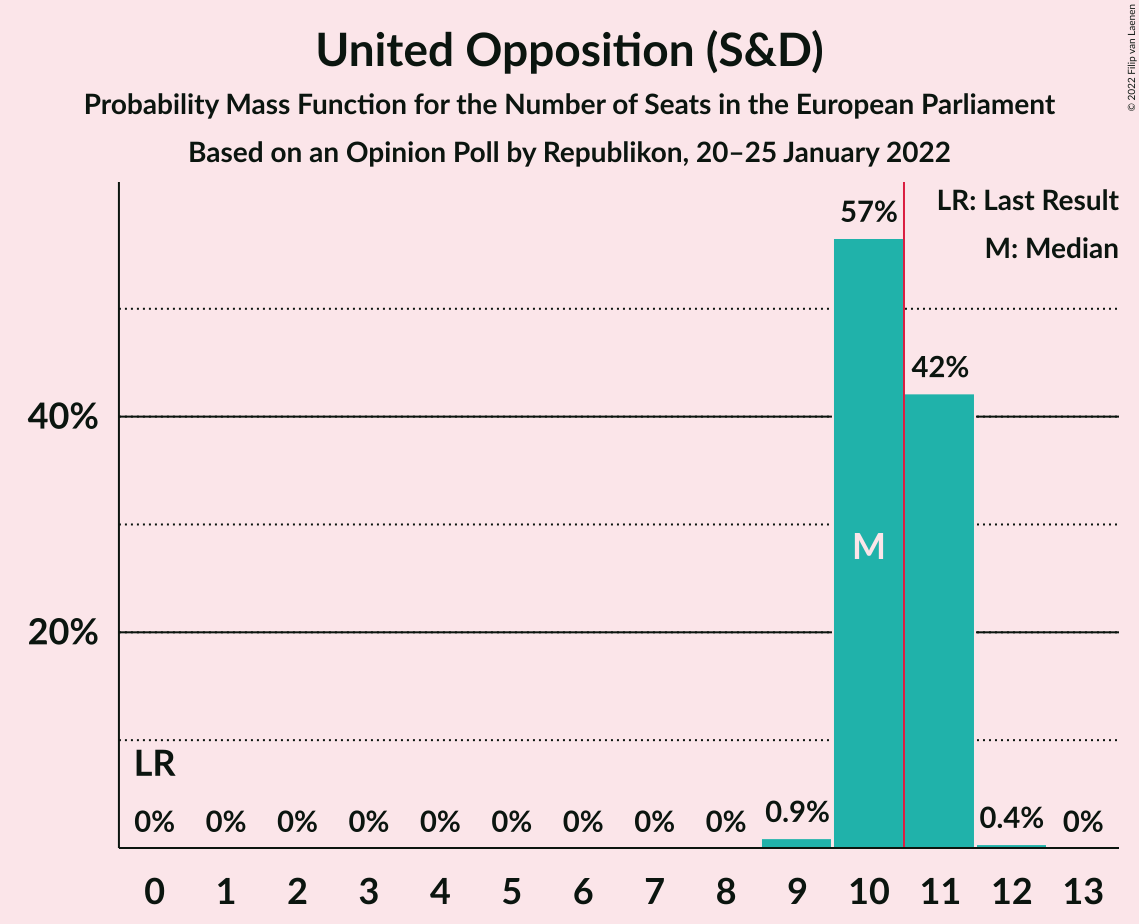 United Opposition (S&D)
Probability Mass Function for the Number of Seats in the European Parliament
Based on an Opinion Poll by Republikon, 20–25 January 2022
© 2022 Filip van Laenen
LR: Last Result
M: Median
57%
42%
40%
M
20%
LR
0% 0% 0% 0% 0% 0% 0% 0% 0% 0.9% 0.4% 0%
0 1 2 3 4 5 6 7 8 9 10 11 12 13